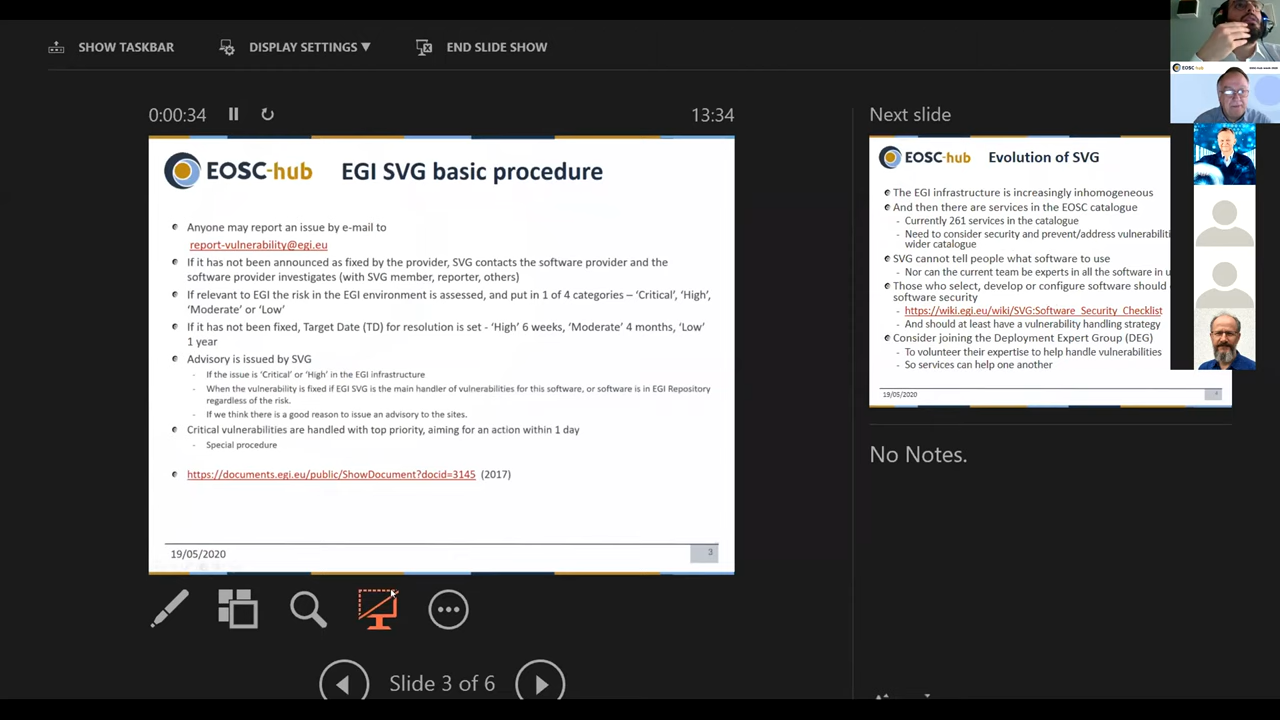 SHOW TASKBAR
DISPLAY SETTINGS ▼
END SLIDE SHOW
0:00:34
13:34
EOSC-hub
EGI SVG basic procedure
Anyone may report an issue by e-mail to
report-vulnerability@egi.eu
If it has not been announced as fixed by the provider, SVG contacts the software provider and the
software provider investigates (with SVG member, reporter, others)
If relevant to EGI the risk in the EGI environment is assessed, and put in 1 of 4 categories – ‘Critical’, ‘High’,
‘Moderate’ or ‘Low’
If it has not been fixed, Target Date (TD) for resolution is set - ‘High’ 6 weeks, ‘Moderate’ 4 months, ‘Low’
1 year
Advisory is issued by SVG
- If the issue is ‘Critical’ or ‘High’ in the EGI infrastructure
- When the vulnerability is fixed if EGI SVG is the main handler of vulnerabilities for this software, or software is in EGI Repository
regardless of the risk.
- If we think there is a good reason to issue an advisory to the sites.
Critical vulnerabilities are handled with top priority, aiming for an action within 1 day
- Special procedure
https://documents.egi.eu/public/ShowDocument?docid=3145 (2017)
19/05/2020
3
Slide 3 of 6
Next slide
EOSC-hub
Evolution of SVG
The EGI infrastructure is increasingly inhomogeneous
And then there are services in the EOSC catalogue
- Currently 261 services in the catalogue
- Need to consider security and prevent/address vulnerabiliti
wider catalogue
SVG cannot tell people what software to use
- Nor can the current team be experts in all the software in u
Those who select, develop or configure software should
software security
- https://wiki.egi.eu/wiki/SVG:Software_Security_Checklist
- And should at least have a vulnerability handling strategy
Consider joining the Deployment Expert Group (DEG)
- To volunteer their expertise to help handle vulnerabilities
- So services can help one another
19/05/2020
No Notes.
EOSC-hub